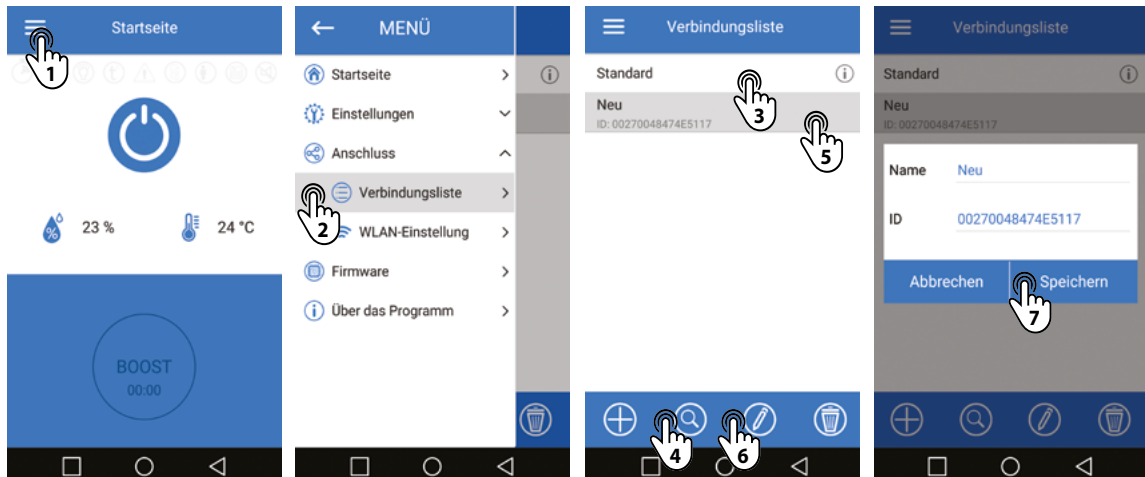 Startseite
1
23 %
24 °C
BOOST
00:00
MENÜ
Startseite
Einstellungen
Anschluss
Verbindungsliste
2
WLAN-Einstellung
Firmware
Über das Programm
Verbindungsliste
Standard
3
Neu
ID: 00270048474E5117
5
4
6
Verbindungsliste
Standard
Neu
ID: 00270048474E5117
Name Neu
ID 00270048474E5117
Abbrechen Speichern
7